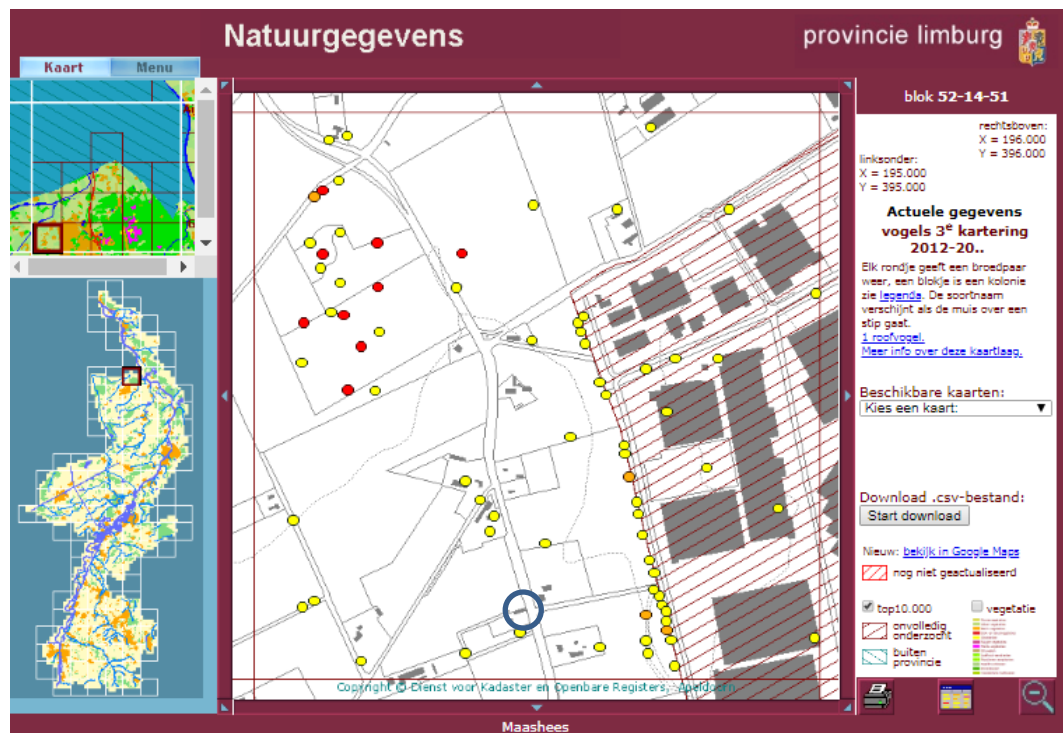 Natuurgegevens
provincie limburg
Kaart Menu
blok 52-14-51
rechtsboven:
X = 196.000
Y = 396.000
linksonder:
X = 195.000
Y = 395.000
Actuele gegevens
vogels 3e kartering
2012-20..
Elk rondje geeft een broedpaar
weer, een blokje is een kolonie
zie legenda. De soortnaam
verschijnt als de muis over een
stip gaat.
1 roofvogel.
Meer info over deze kaartlaag.
Beschikbare kaarten:
Kies een kaart:
Download .csv-bestand:
Start download
Nieuw: bekijk in Google Maps
nog niet geactualiseerd
top10.000 vegetatie
onvolledig
onderzocht
buiten
provincie
Copyright © Dienst voor Kadaster en Openbare Registers, Apeldoorn
Maashees